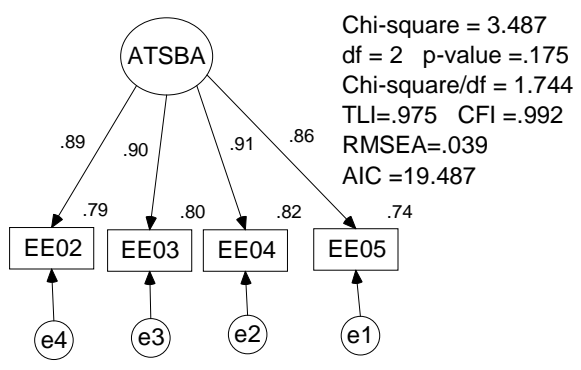 ATSBA
Chi-square = 3.487
df = 2 p-value =.175
Chi-square/df = 1.744
TLI=.975 CFI =.992
RMSEA=.039
AIC =19.487
.89 .90 .91 .86
.79 .80 .82 .74
EE02 EE03 EE04 EE05
e4 e3 e2 e1